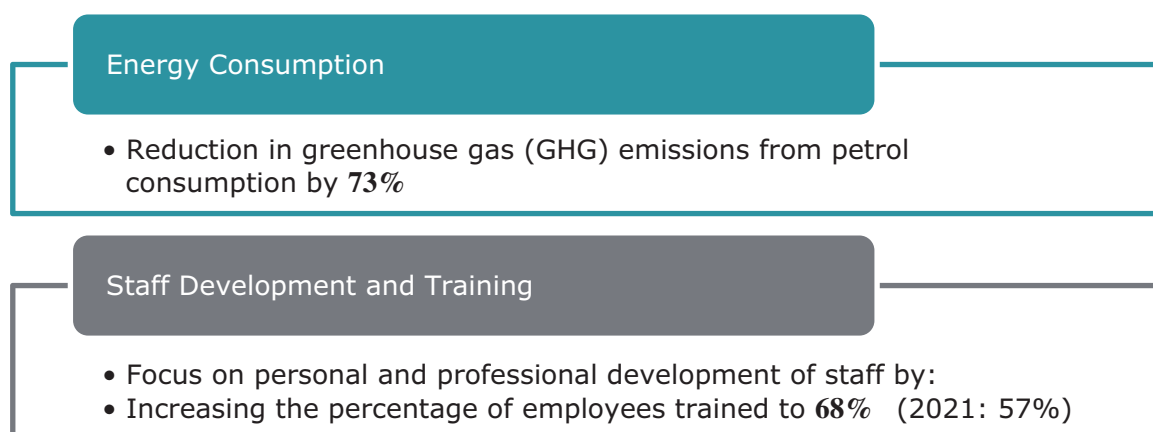 Energy Consumption
• Reduction in greenhouse gas (GHG) emissions from petrol
consumption by 73%
Staff Development and Training
• Focus on personal and professional development of staff by:
• Increasing the percentage of employees trained to 68% (2021: 57%)